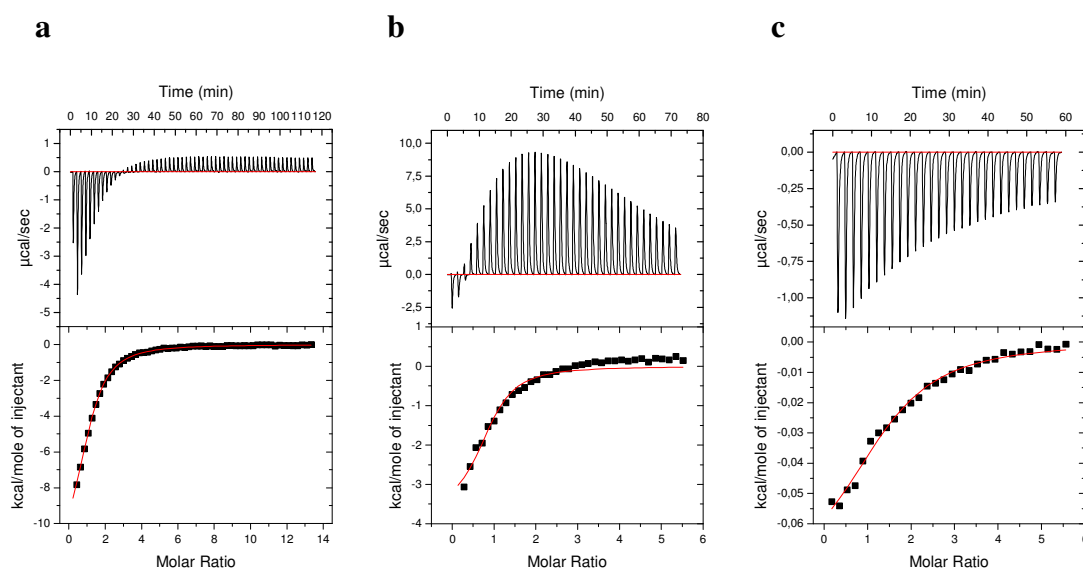 a
b
c
Time (min)
0 10 20 30 40 50 60 70 80 90 100 110 120
1
0
-1
-2
-3
-4
-5
µcal/sec
0
-2
-4
-6
-8
-10
kcal/mole of injectant
0 2 4 6 8 10 12 14
Molar Ratio
Time (min)
0 10 20 30 40 50 60 70 80
10,0
7,5
5,0
2,5
0,0
-2,5
µcal/sec
1
0
-1
-2
-3
-4
kcal/mole of injectant
0 1 2 3 4 5 6
Molar Ratio
Time (min)
0 10 20 30 40 50 60
0,00
-0,25
-0,50
-0,75
-1,00
µcal/sec
0,00
-0,01
-0,02
-0,03
-0,04
-0,05
-0,06
kcal/mole of injectant
0 1 2 3 4 5 6
Molar Ratio